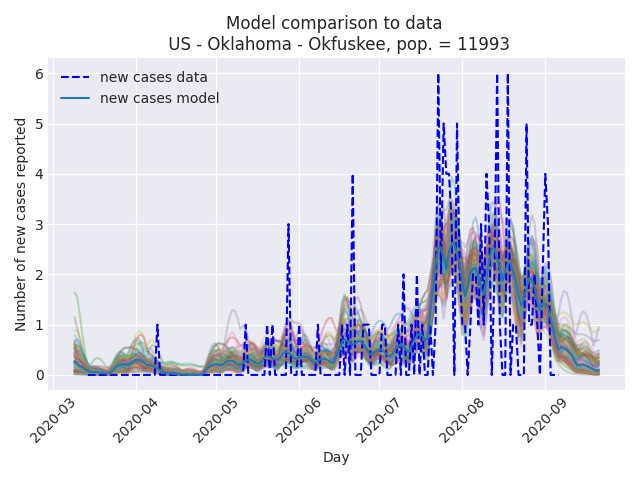 Model comparison to data
US - Oklahoma - Okfuskee, pop. = 11993
new cases data
new cases model
Number of new cases reported
6
5
4
3
2
1
0
2020-03
2020-04
2020-05
2020-06
2020-07
2020-08
2020-09
Day